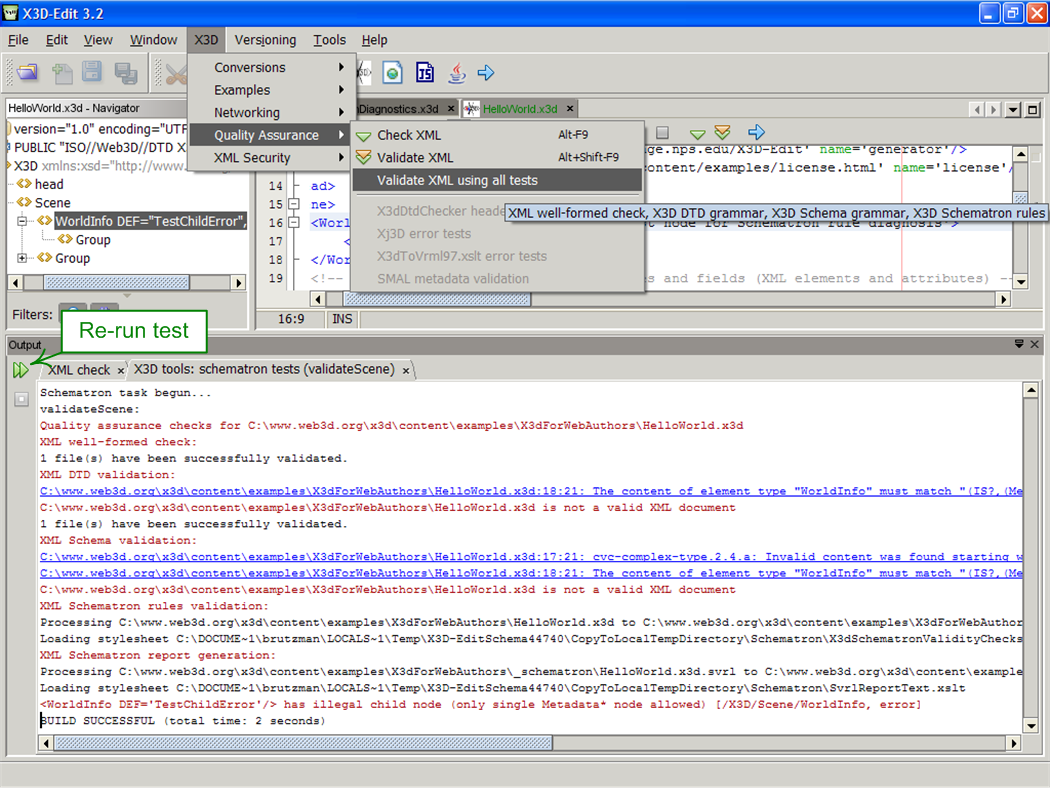 X3D-Edit 3.2
File Edit View Window X3D Versioning Tools Help
Conversions
Examples
Networking
Quality Assurance
XML Security
Check XML Alt-F9
Validate XML Alt+Shift-F9
Validate XML using all tests
X3dDtdChecker heade
Xj3D error tests
X3dToVrml97.xslt error tests
SMAL metadata validation
XML well-formed check, X3D DTD grammar, X3D Schema grammar, X3D Schematron rules
HelloWorld.x3d - Navigator
version="1.0" encoding="UTF
PUBLIC "ISO//Web3D//DTD X
X3D xmlns:xsd="http://www.
head
Scene
WorldInfo DEF="TestChildError",
Group
Group
Filters:
Diagnostics.x3d HelloWorld.x3d
ge.nps.edu/X3D-Edit' name='generator'/>
ontent/examples/license.html' name='license'/
14 ad>
15 ne>
16 <Worl t node for Schematron rule diagnosis'>
17 <
18 </Wor
19 <!-- s and fields (XML elements and attributes) --
16:9 INS
Re-run test
Output
XML check X3D tools: schematron tests (validateScene)
Schematron task begun...
validateScene:
Quality assurance checks for C:\www.web3d.org\x3d\content\examples\X3dForWebAuthors\HelloWorld.x3d
XML well-formed check:
1 file(s) have been successfully validated.
XML DTD validation:
C:\www.web3d.org\x3d\content\examples\X3dForWebAuthors\HelloWorld.x3d:18:21: The content of element type "WorldInfo" must match "(IS?,(Me
C:\www.web3d.org\x3d\content\examples\X3dForWebAuthors\HelloWorld.x3d is not a valid XML document
1 file(s) have been successfully validated.
XML Schema validation:
C:\www.web3d.org\x3d\content\examples\X3dForWebAuthors\HelloWorld.x3d:17:21: cvc-complex-type.2.4.a: Invalid content was found starting w
C:\www.web3d.org\x3d\content\examples\X3dForWebAuthors\HelloWorld.x3d:18:21: The content of element type "WorldInfo" must match "(IS?,(Me
C:\www.web3d.org\x3d\content\examples\X3dForWebAuthors\HelloWorld.x3d is not a valid XML document
XML Schematron rules validation:
Processing C:\www.web3d.org\x3d\content\examples\X3dForWebAuthors\HelloWorld.x3d to C:\www.web3d.org\x3d\content\examples\X3dForWebAuthor
Loading stylesheet C:\DOCUME~1\brutzman\LOCALS~1\Temp\X3D-EditSchema44740\CopyToLocalTempDirectory\Schematron\X3dSchematronValidityChecks
XML Schematron report generation:
Processing C:\www.web3d.org\x3d\content\examples\X3dForWebAuthors\_schematron\HelloWorld.x3d.svrl to C:\www.web3d.org\x3d\content\example
Loading stylesheet C:\DOCUME~1\brutzman\LOCALS~1\Temp\X3D-EditSchema44740\CopyToLocalTempDirectory\Schematron\SvrlReportText.xslt
<WorldInfo DEF='TestChildError'/> has illegal child node (only single Metadata* node allowed) [/X3D/Scene/WorldInfo, error]
BUILD SUCCESSFUL (total time: 2 seconds)